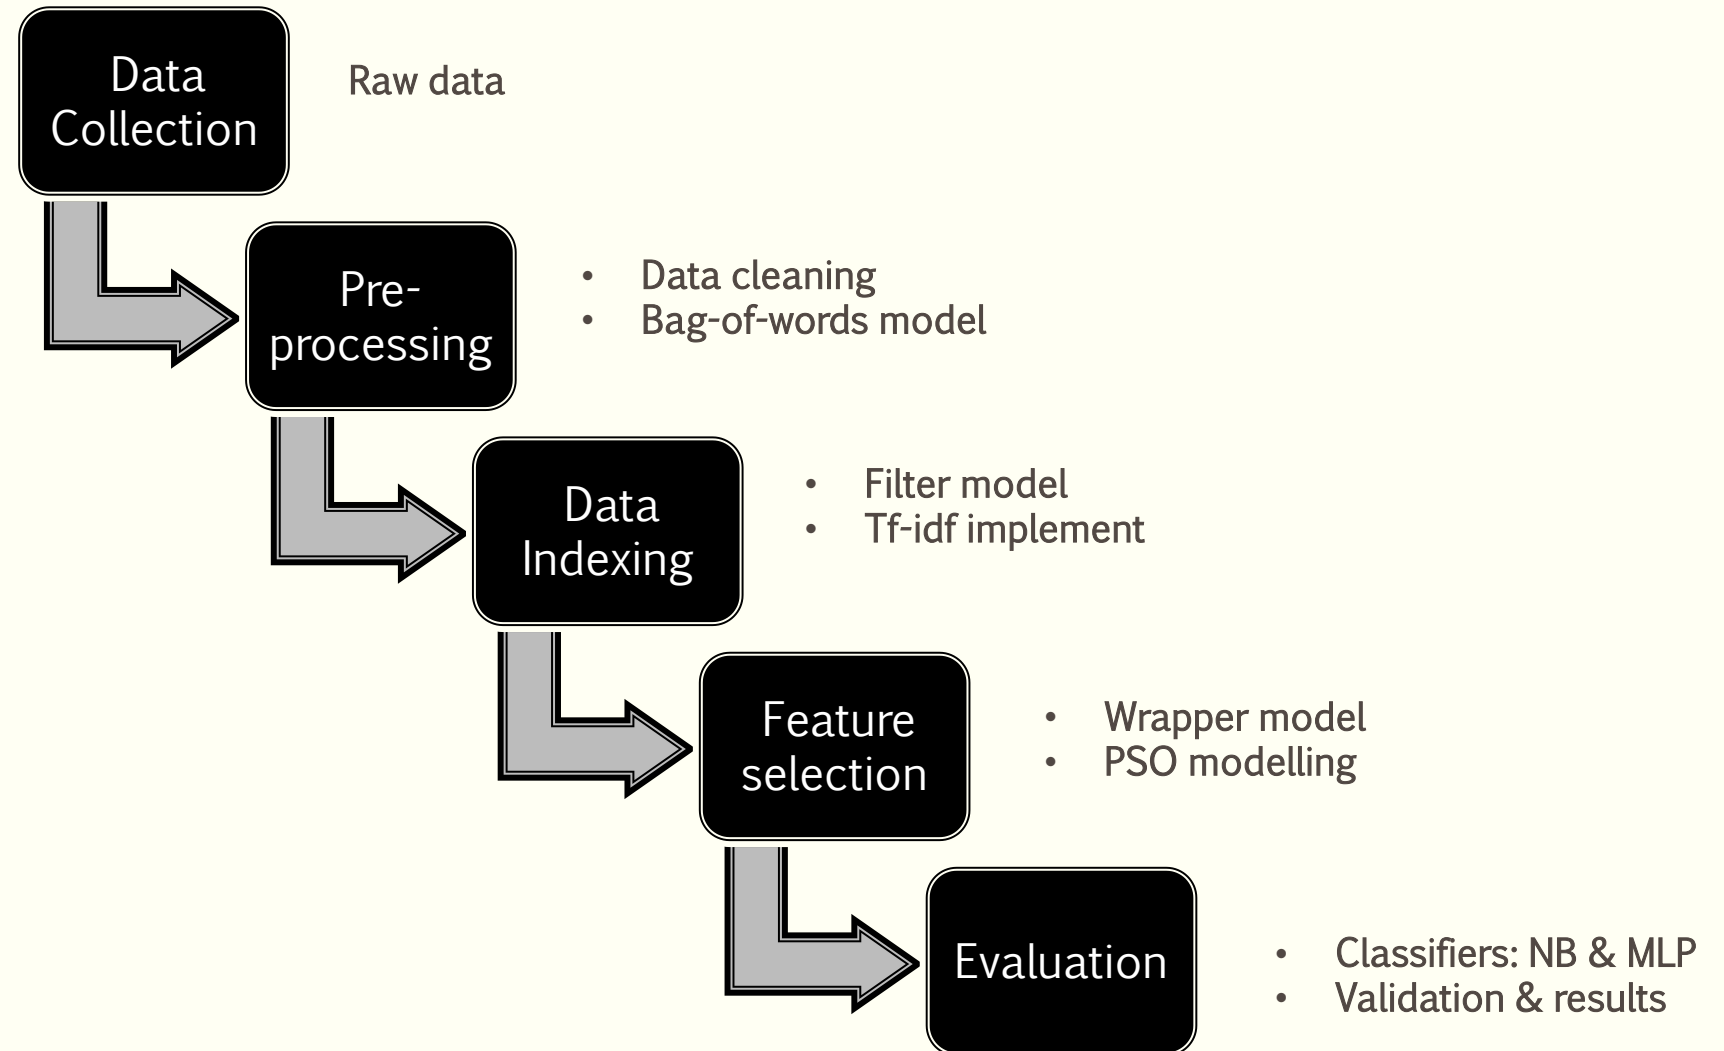 Data
Collection
Raw data
Pre-
processing
• Data cleaning
• Bag-of-words model
Data
Indexing
• Filter model
• Tf-idf implement
Feature
selection
• Wrapper model
• PSO modelling
Evaluation
• Classifiers: NB & MLP
• Validation & results